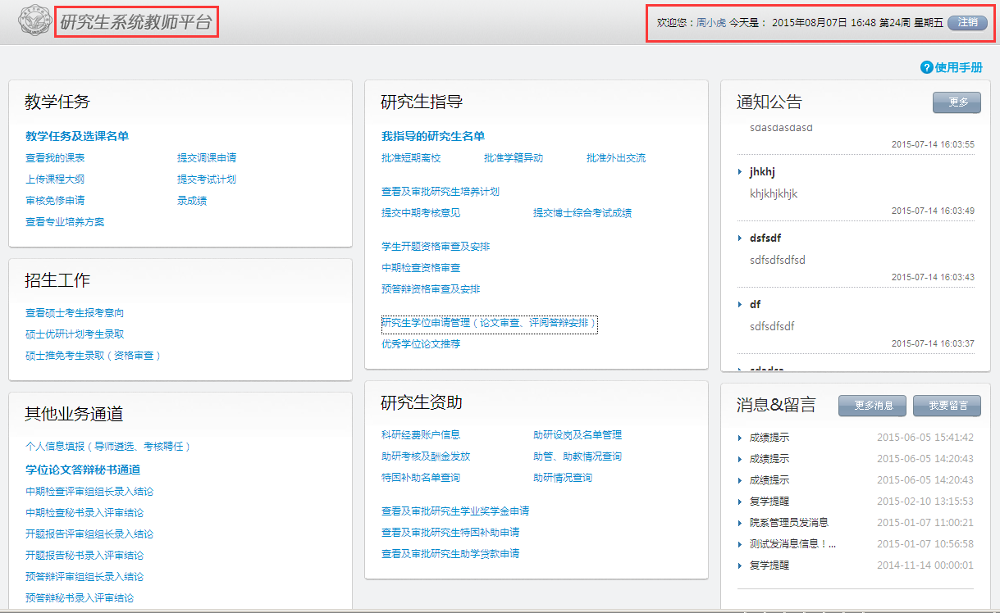 研究生系统教师平台
欢迎您：周小虎 今天是： 2015年08月07日 16:48 第24周 星期五 注销
使用手册
教学任务
教学任务及选课名单
查看我的课表 提交调课申请
上传课程大纲 提交考试计划
审核免修申请 录成绩
查看专业培养方案
招生工作
查看硕士考生报考意向
硕士优研计划考生录取
硕士推免考生录取（资格审查）
其他业务通道
个人信息填报（导师遴选、考核聘任）
学位论文答辩秘书通道
中期检查评审组组长录入结论
中期检查秘书录入评审结论
开题报告评审组组长录入结论
开题报告秘书录入评审结论
预答辩评审组组长录入结论
预答辩秘书录入评审结论
研究生指导
我指导的研究生名单
批准短期离校 批准学籍异动 批准外出交流
查看及审批研究生培养计划
提交中期考核意见 提交博士综合考试成绩
学生开题资格审查及安排
中期检查资格审查
预答辩资格审查及安排
研究生学位申请管理（论文审查、评阅答辩安排）
优秀学位论文推荐
研究生资助
科研经费账户信息 助研设岗及名单管理
助研考核及酬金发放 助管、助教情况查询
特困补助名单查询 助研情况查询
查看及审批研究生学业奖学金申请
查看及审批研究生特困补助申请
查看及审批研究生助学贷款申请
通知公告 更多
sdasdasdasd
2015-07-14 16:03:55
jhkhj
khjkhjkhjk
2015-07-14 16:03:49
dsfsdf
sdfsdfsdfsd
2015-07-14 16:03:43
df
sdfsdfsdf
2015-07-14 16:03:37
消息&留言 更多消息 我要留言
成绩提示 2015-06-05 15:41:42
成绩提示 2015-06-05 14:20:43
成绩提示 2015-06-05 14:20:43
复学提醒 2015-02-10 13:15:53
院系管理员发消息 2015-01-07 11:00:21
测试发消息信息！... 2015-01-07 10:56:58
复学提醒 2014-11-14 00:00:01